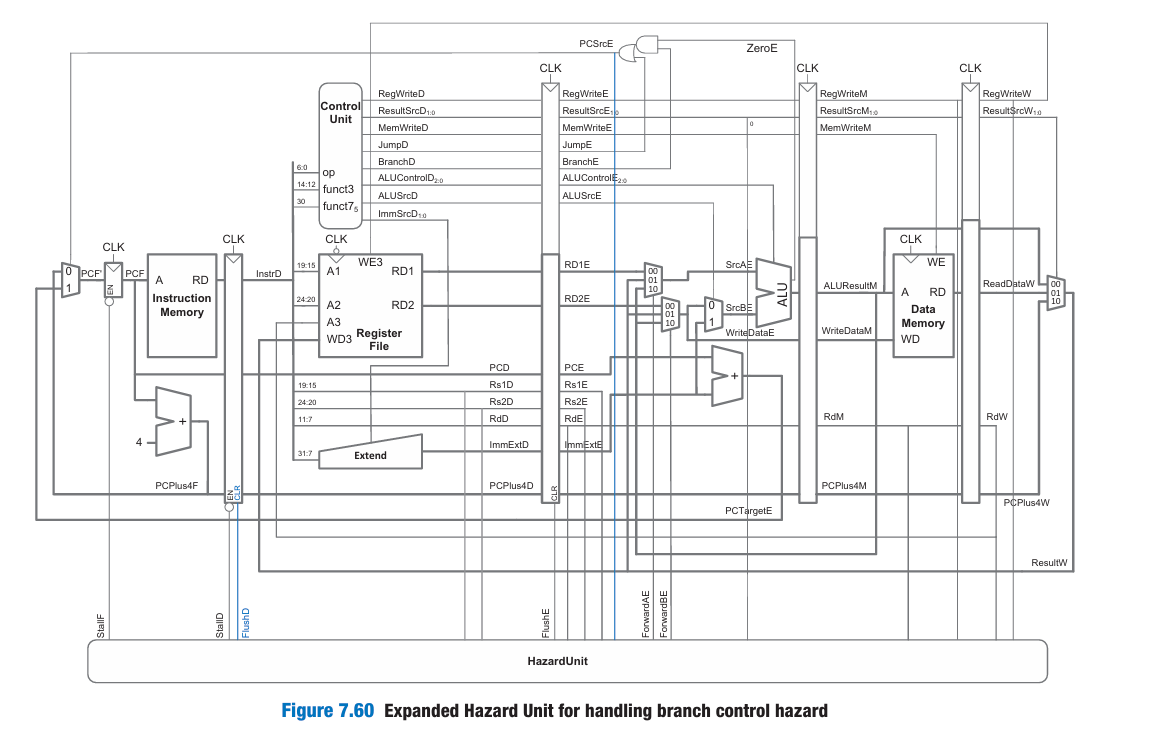 PCSrcE
ZeroE
CLK
CLK
CLK
RegWriteD
RegWriteE
RegWriteM
RegWriteW
Control
Unit
ResultSrcD1:0
ResultSrcE1:0
ResultSrcM1:0
ResultSrcW1:0
MemWriteD
MemWriteE
0
MemWriteM
JumpD
JumpE
BranchD
BranchE
6:0
op
14:12
funct3
ALUControlD2:0
ALUControlE2:0
30
funct75
ALUSrcD
ALUSrcE
ImmSrcD1:0
CLK
CLK
CLK
CLK
0
1
PCF'
EN
PCF
A
RD
Instruction
Memory
InstrD
19:15
A1
WE3
RD1
RD1E
24:20
A2
RD2
RD2E
A3
WD3
Register
File
00
01
10
00
01
10
0
1
SrcAE
SrcBE
ALU
WriteDataE
ALUResultM
WriteDataM
WE
A
RD
Data
Memory
WD
ReadDataW
00
01
10
PCD
PCE
+
19:15
Rs1D
Rs1E
24:20
Rs2D
Rs2E
11:7
RdD
RdE
RdM
RdW
+
4
31:7
Extend
ImmExtD
ImmExtE
PCPlus4F
EN
CLR
PCPlus4D
CLR
PCPlus4M
PCPlus4W
PCTargetE
ResultW
StallF
StallD
FlushD
FlushE
ForwardAE
ForwardBE
HazardUnit
Figure 7.60 Expanded Hazard Unit for handling branch control hazard